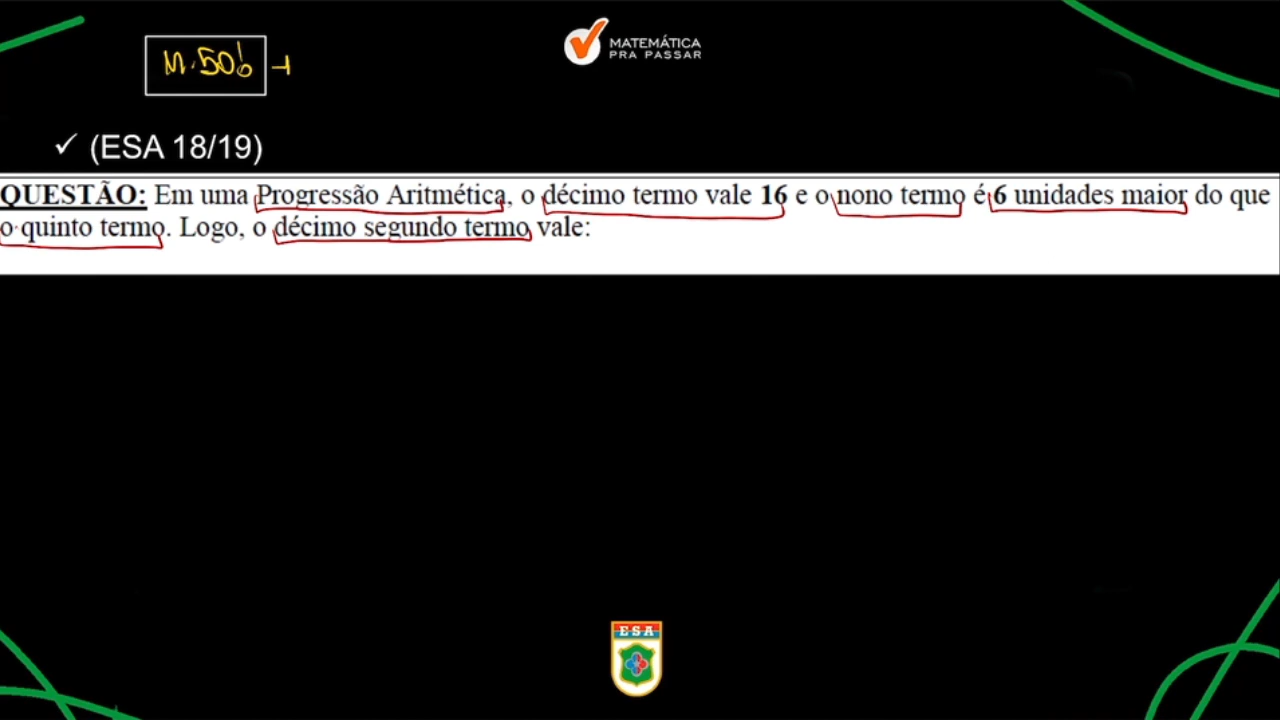 M.50!
MATEMÁTICA
PRA PASSAR
✓ (ESA 18/19)
QUESTÃO: Em uma Progressão Aritmética, o décimo termo vale 16 e o nono termo é 6 unidades maior do que
o quinto termo. Logo, o décimo segundo termo vale:
ESA